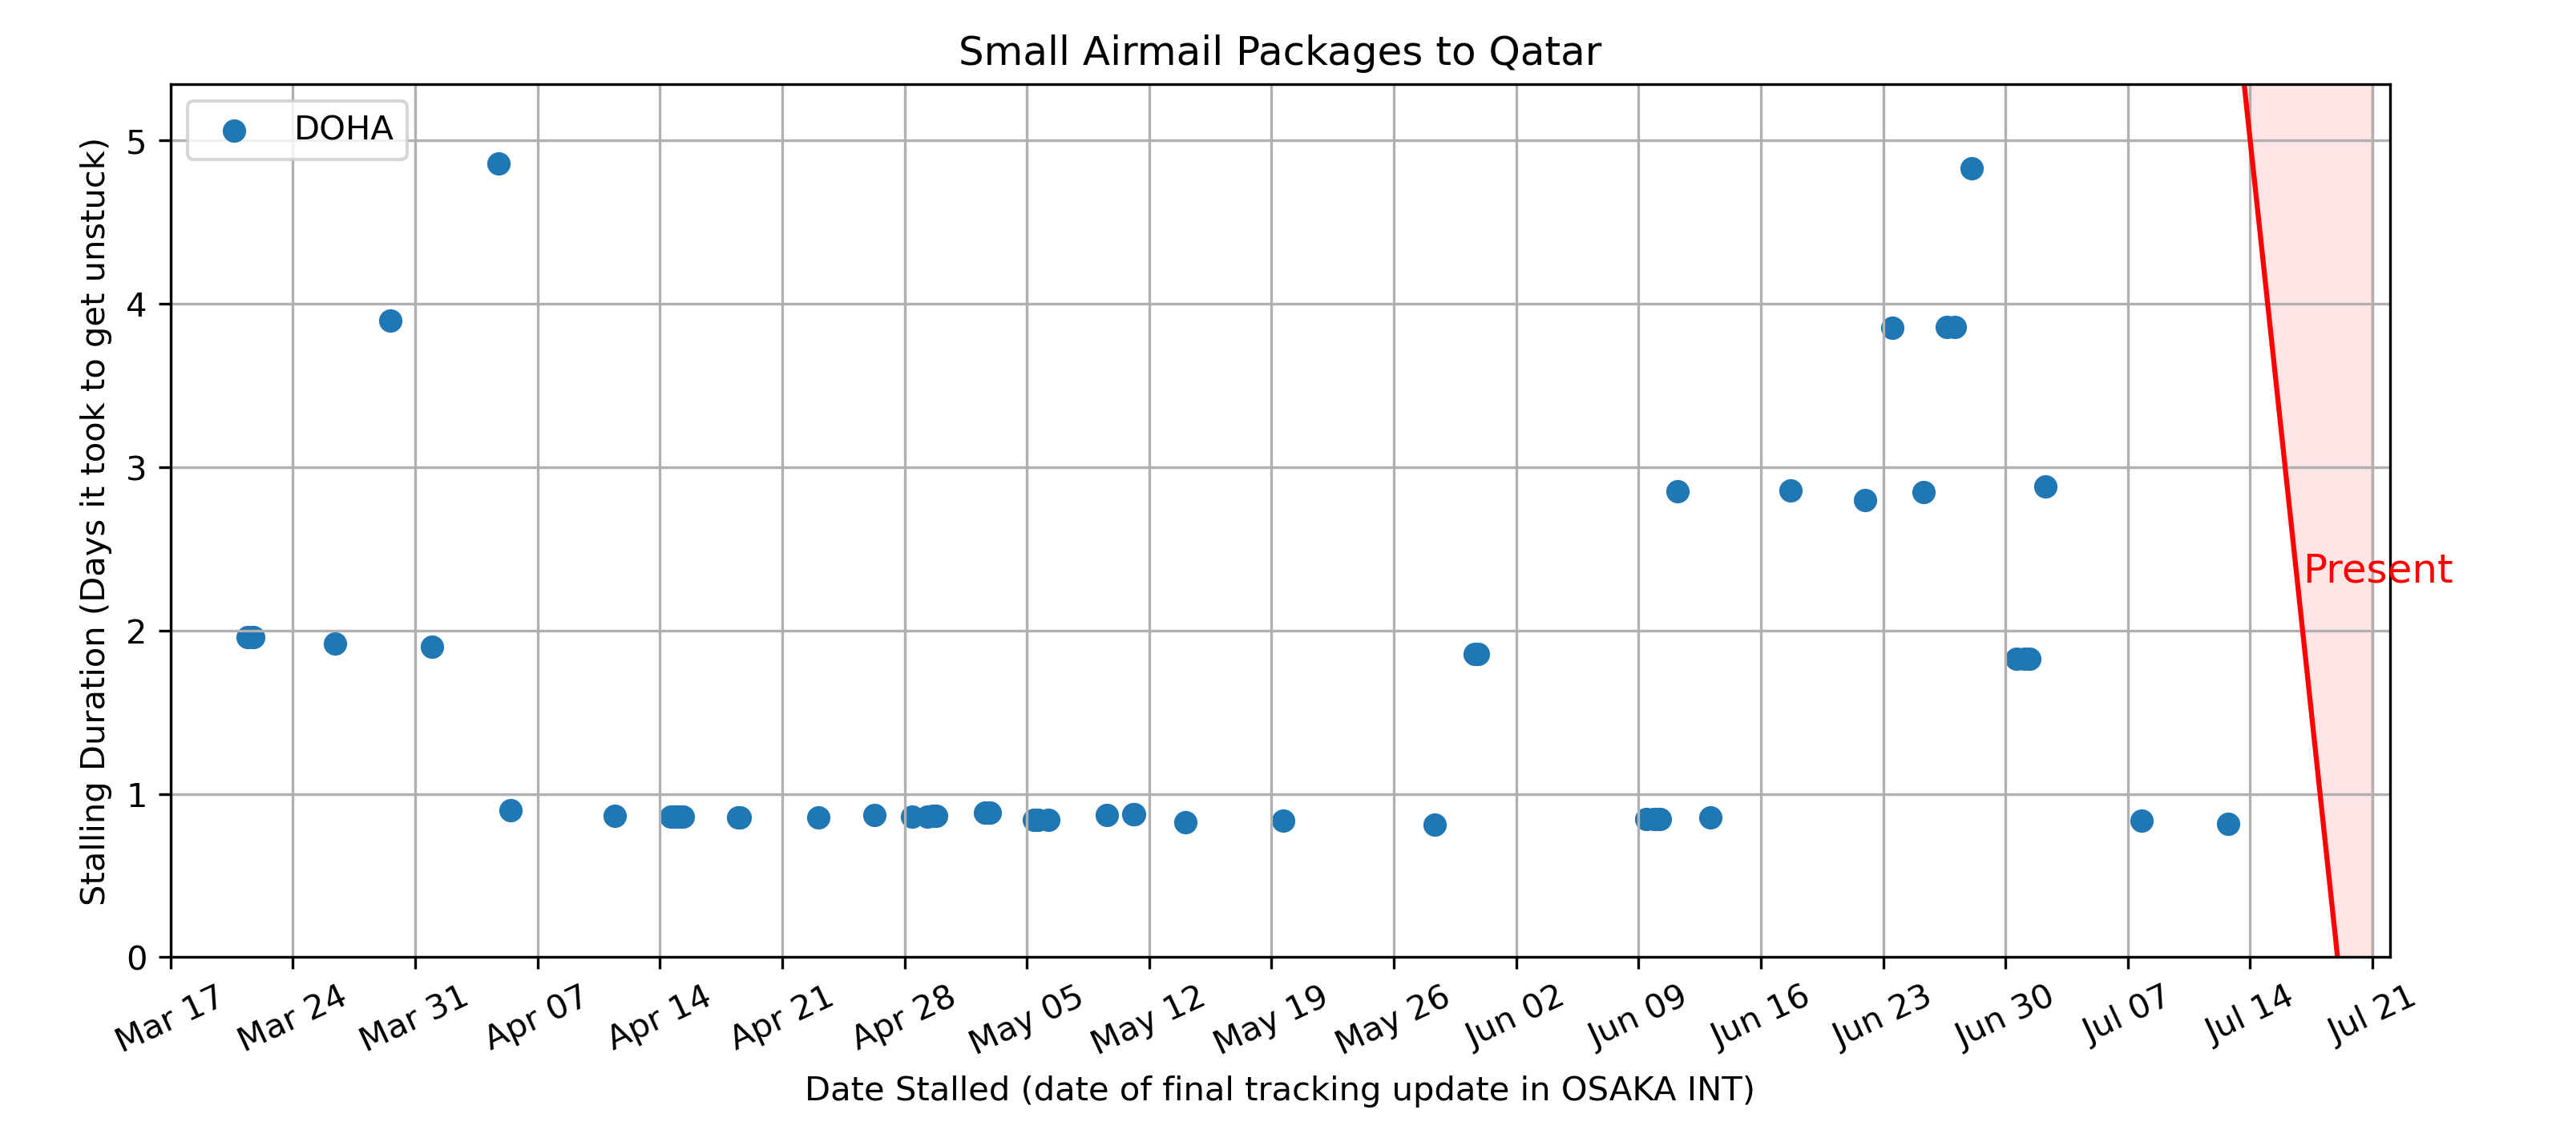 Small Airmail Packages to Qatar
DOHA
Stalling Duration (Days it took to get unstuck)
5
4
3
2
1
0
Present
Mar 17 Mar 24 Mar 31 Apr 07 Apr 14 Apr 21 Apr 28 May 05 May 12 May 19 May 26 Jun 02 Jun 09 Jun 16 Jun 23 Jun 30 Jul 07 Jul 14 Jul 21
Date Stalled (date of final tracking update in OSAKA INT)